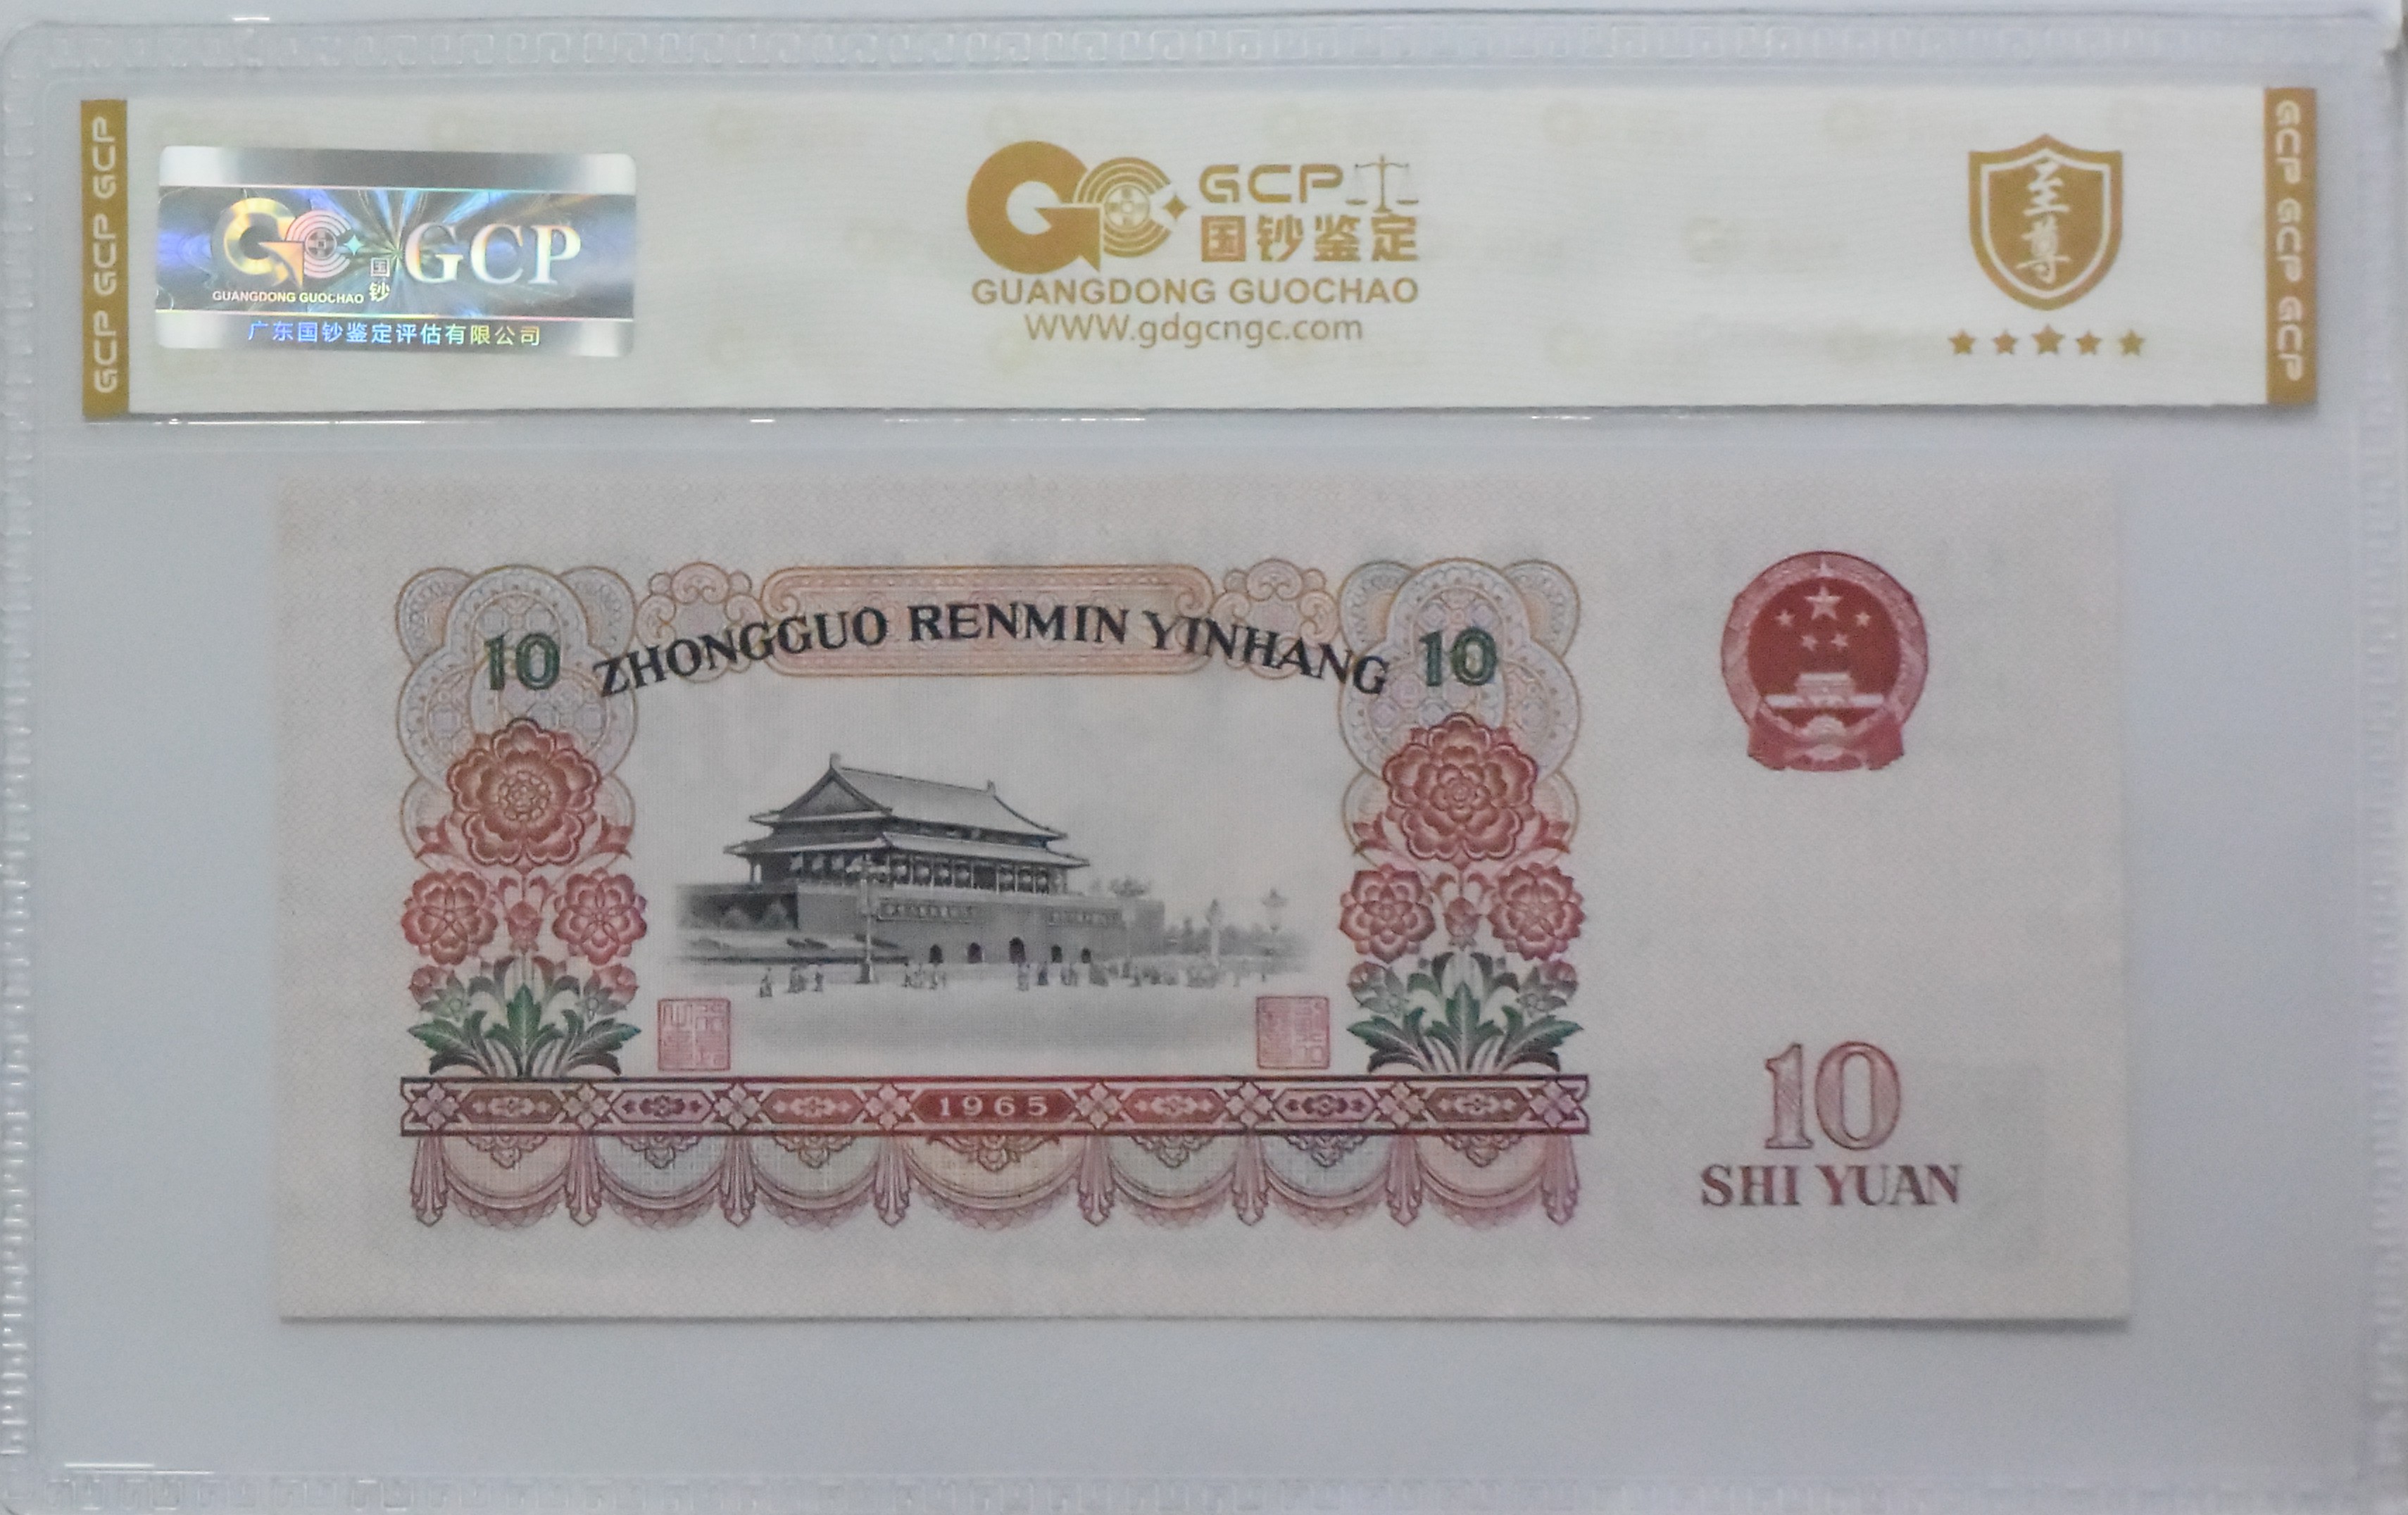 GCP GCP GCP
国钞
GCP
GUANGDONG GUOCHAO
广东国钞鉴定评估有限公司
GCP
国钞鉴定
GUANGDONG GUOCHAO
WWW.gdgcngc.com
至尊
GCP GCP GCP
10 ZHONGGUO RENMIN YINHANG 10
1965
10
SHI YUAN